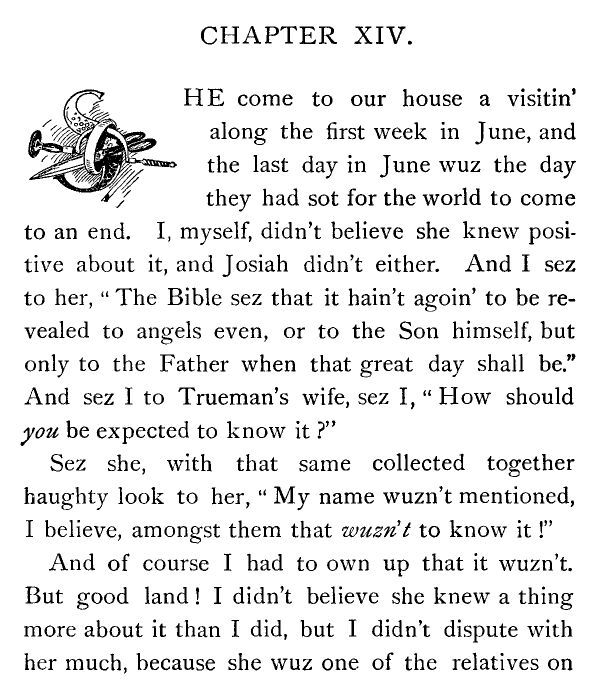 CHAPTER XIV.
SHE come to our house a visitin'
along the first week in June, and
the last day in June wuz the day
they had sot for the world to come
to an end. I, myself, didn't believe she knew posi-
tive about it, and Josiah didn't either. And I sez
to her, “ The Bible sez that it hain't agoin' to be re-
vealed to angels even, or to the Son himself, but
only to the Father when that great day shall be.”
And sez I to Trueman's wife, sez I, “ How should
you be expected to know it ?”
Sez she, with that same collected together
haughty look to her, “ My name wuzn't mentioned,
I believe, amongst them that wuzn't to know it !”
And of course I had to own up that it wuzn't.
But good land ! I didn't believe she knew a thing
more about it than I did, but I didn't dispute with
her much, because she wuz one of the relatives on